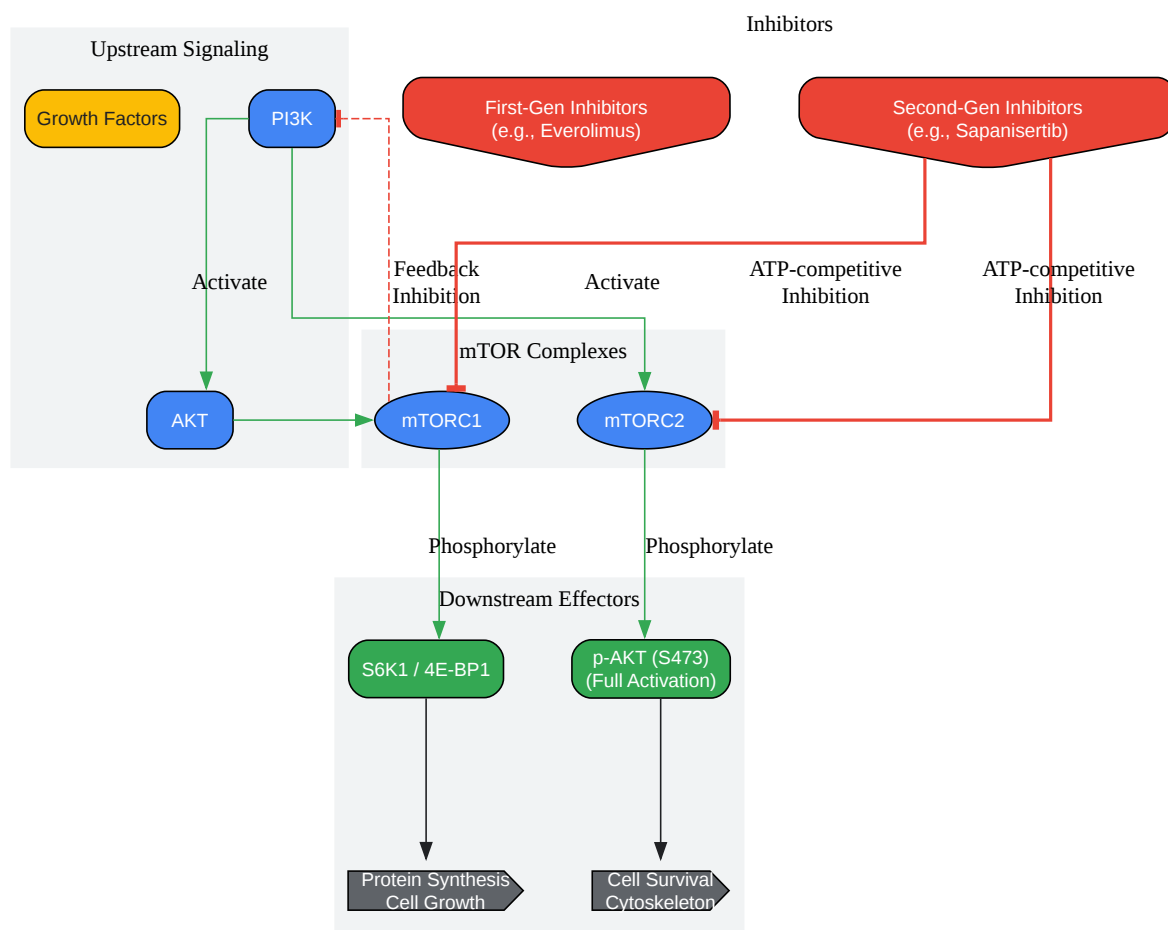 Inhibitors
Upstream Signaling
Growth Factors
PI3K
First-Gen Inhibitors
(e.g., Everolimus)
Second-Gen Inhibitors
(e.g., Sapanisertib)
Activate
Feedback
Inhibition
Activate
ATP-competitive
Inhibition
ATP-competitive
Inhibition
mTOR Complexes
AKT
mTORC1
mTORC2
Phosphorylate
Phosphorylate
Downstream Effectors
S6K1 / 4E-BP1
p-AKT (S473)
(Full Activation)
Protein Synthesis
Cell Growth
Cell Survival
Cytoskeleton